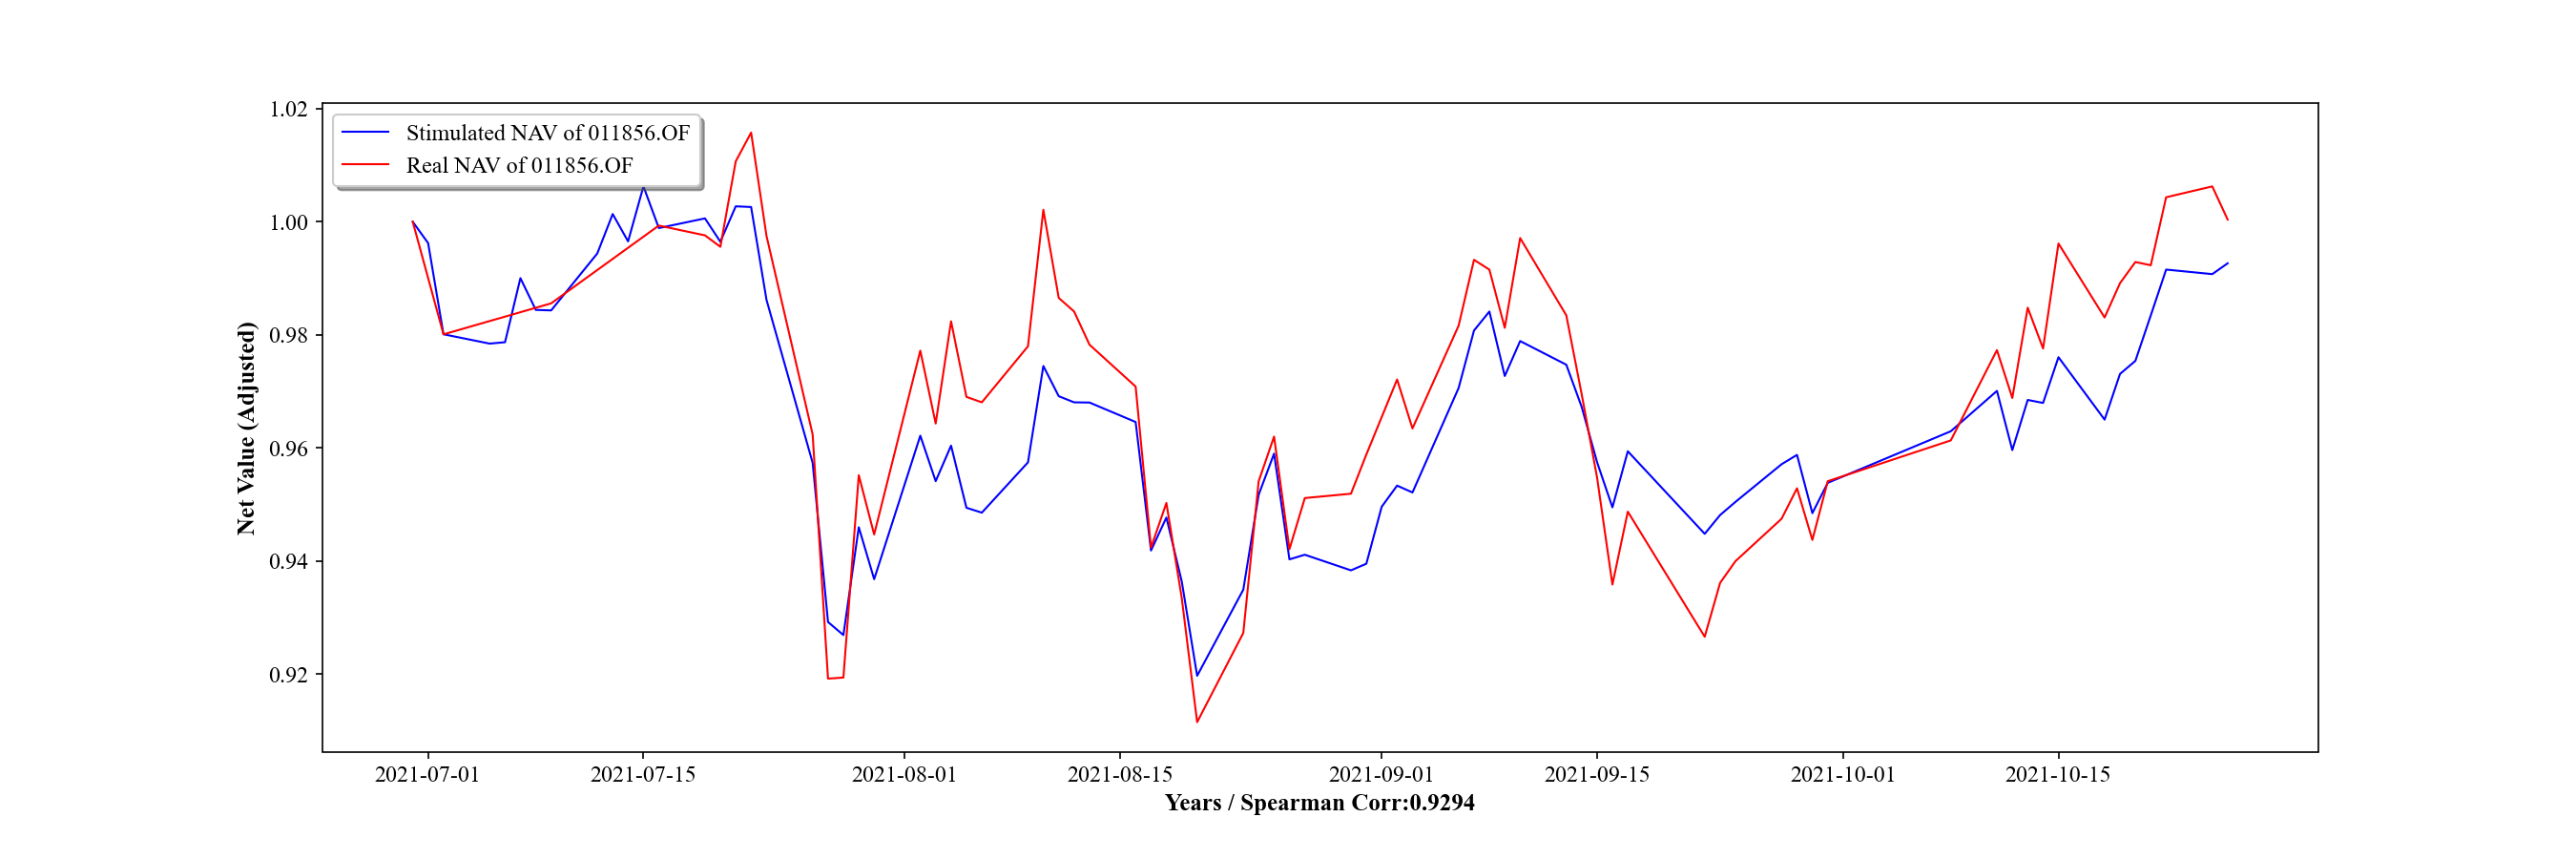 1.02
1.00
0.98
0.96
0.94
0.92
Net Value (Adjusted)
Stimulated NAV of 011856.OF
Real NAV of 011856.OF
2021-07-01 2021-07-15 2021-08-01 2021-08-15 2021-09-01 2021-09-15 2021-10-01 2021-10-15
Years / Spearman Corr:0.9294